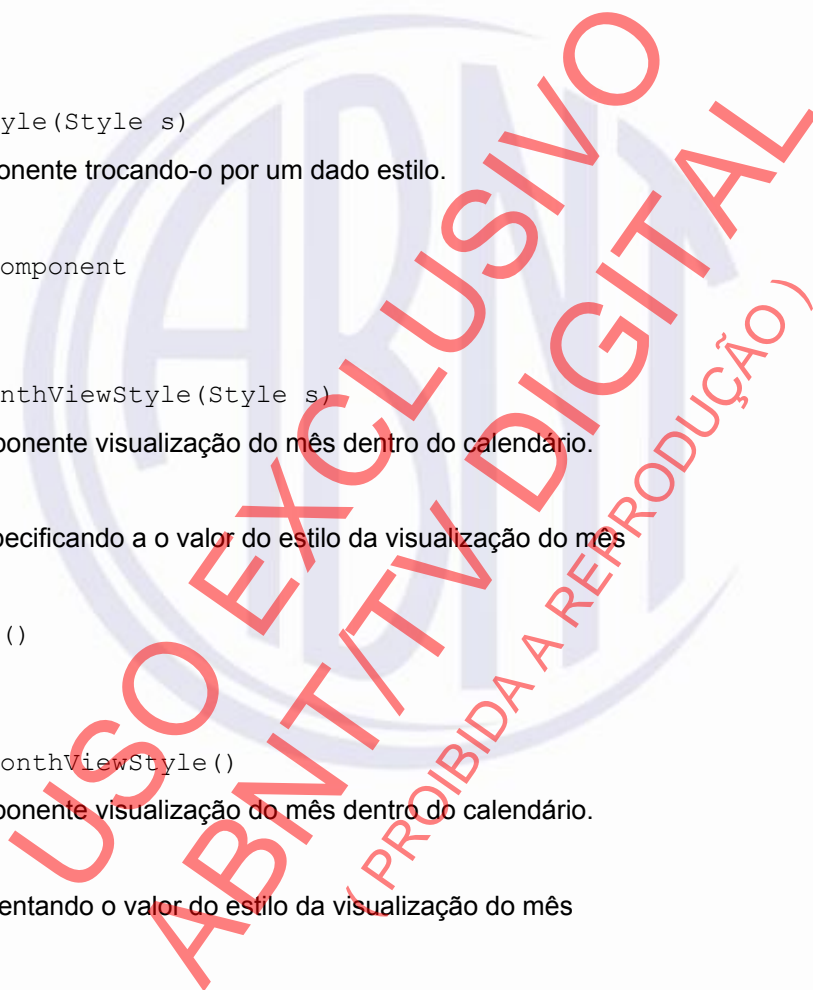 yle(Style s)
onente trocando-o por um dado estilo.
omponent
nthViewStyle(Style s)
ponente visualização do mês dentro do calendário.
pecificando a o valor do estilo da visualização do mês
()
onthViewStyle()
ponente visualização do mês dentro do calendário.
entando o valor do estilo da visualização do mês
USO EXCLUSIVO
ABNT/TV DIGITAL
( PROIBIDA A REPRODUÇÃO )
ABNT